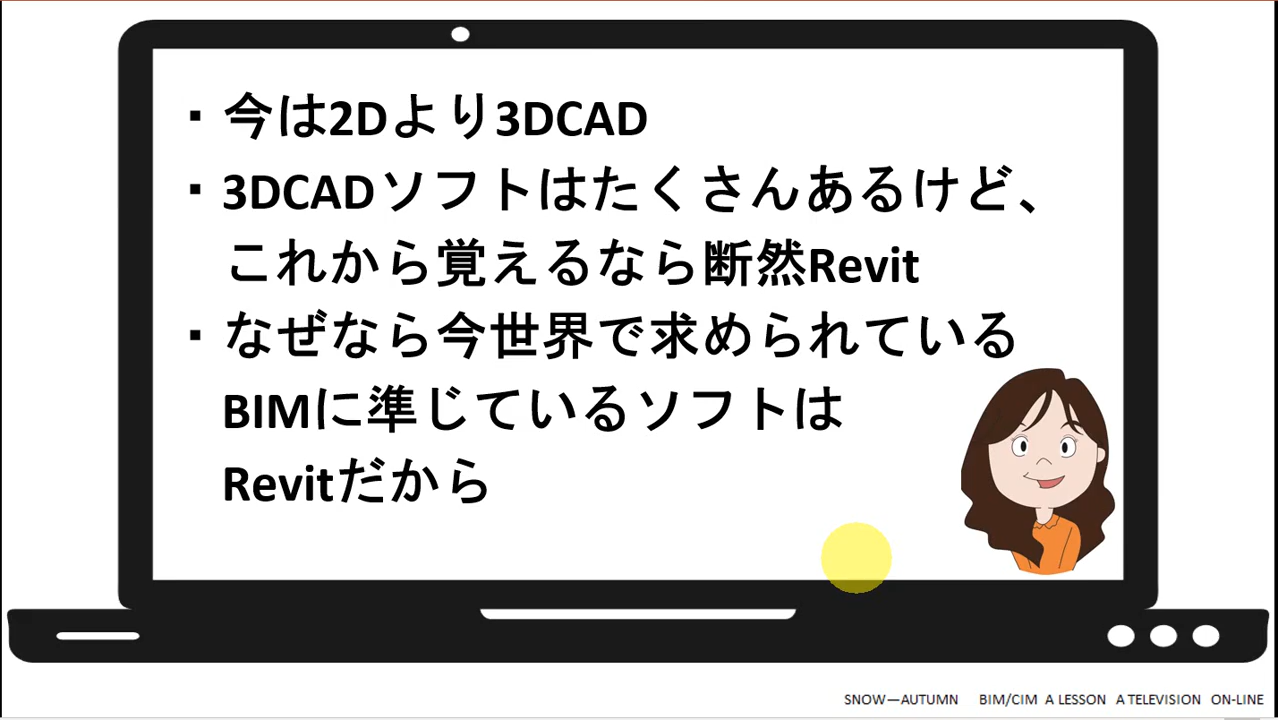 ・今は2Dより3DCAD
・3DCADソフトはたくさんあるけど、
これから覚えるなら断然Revit
・なぜなら今世界で求められている
BIMに準じているソフトは
Revitだから
SNOW―AUTUMN BIM/CIM A LESSON A TELEVISION ON-LINE